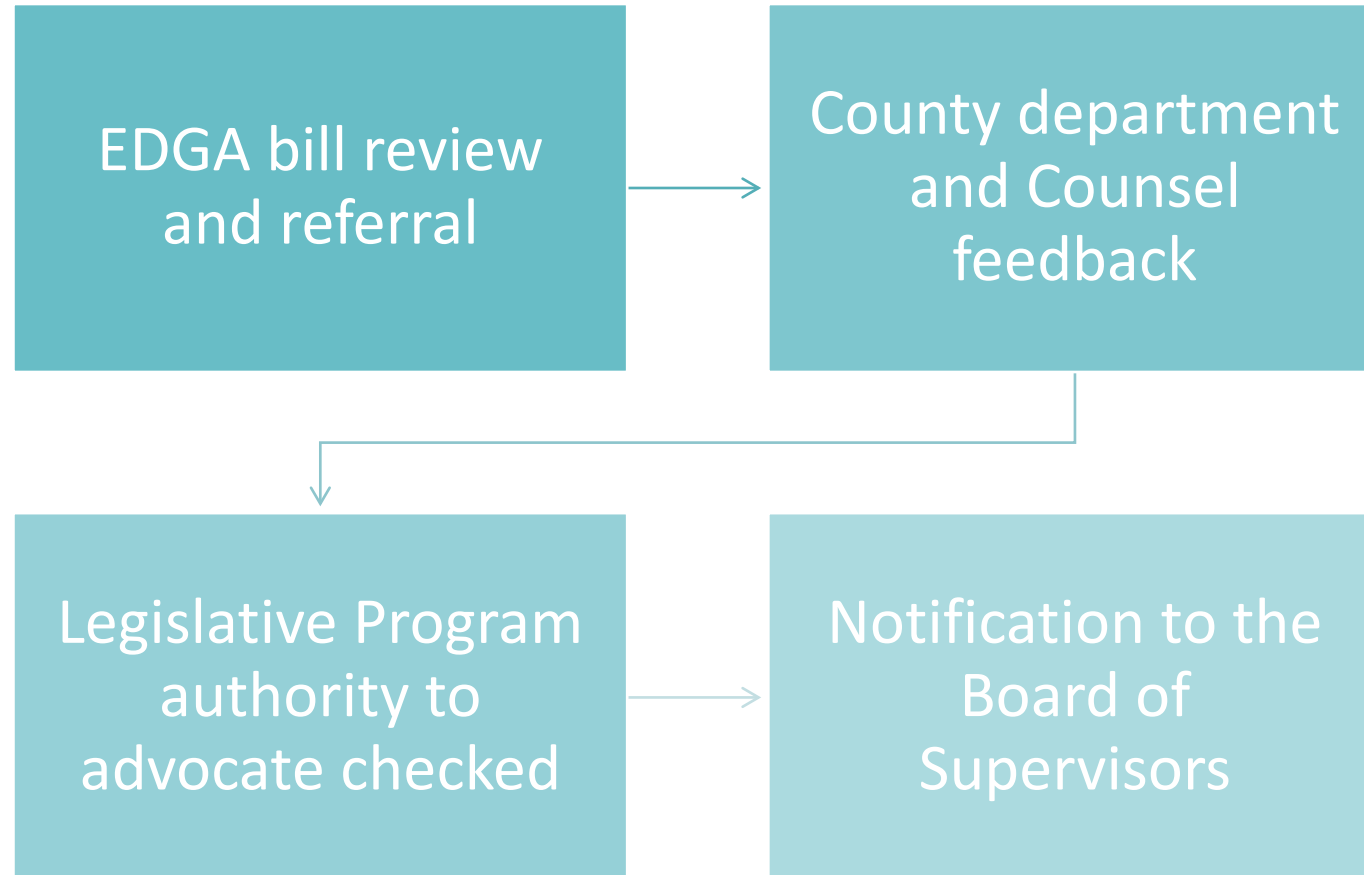 EDGA bill review
and referral
County department
and Counsel
feedback
Legislative Program
authority to
advocate checked
Notification to the
Board of
Supervisors